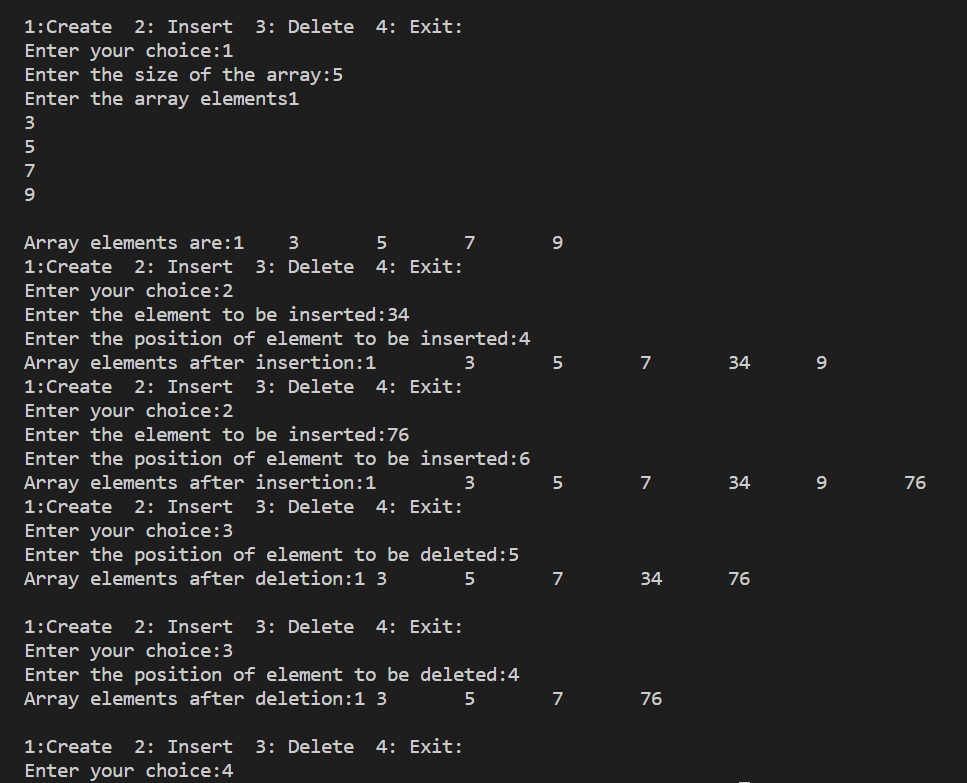 1:Create  2: Insert  3: Delete  4: Exit:
Enter your choice:1
Enter the size of the array:5
Enter the array elements1
3
5
7
9
Array elements are:1    3       5       7       9
1:Create  2: Insert  3: Delete  4: Exit:
Enter your choice:2
Enter the element to be inserted:34
Enter the position of element to be inserted:4
Array elements after insertion:1        3       5       7       34      9
1:Create  2: Insert  3: Delete  4: Exit:
Enter your choice:2
Enter the element to be inserted:76
Enter the position of element to be inserted:6
Array elements after insertion:1        3       5       7       34      9       76
1:Create  2: Insert  3: Delete  4: Exit:
Enter your choice:3
Enter the position of element to be deleted:5
Array elements after deletion:1 3       5       7       34      76
1:Create  2: Insert  3: Delete  4: Exit:
Enter your choice:3
Enter the position of element to be deleted:4
Array elements after deletion:1 3       5       7       76
1:Create  2: Insert  3: Delete  4: Exit:
Enter your choice:4